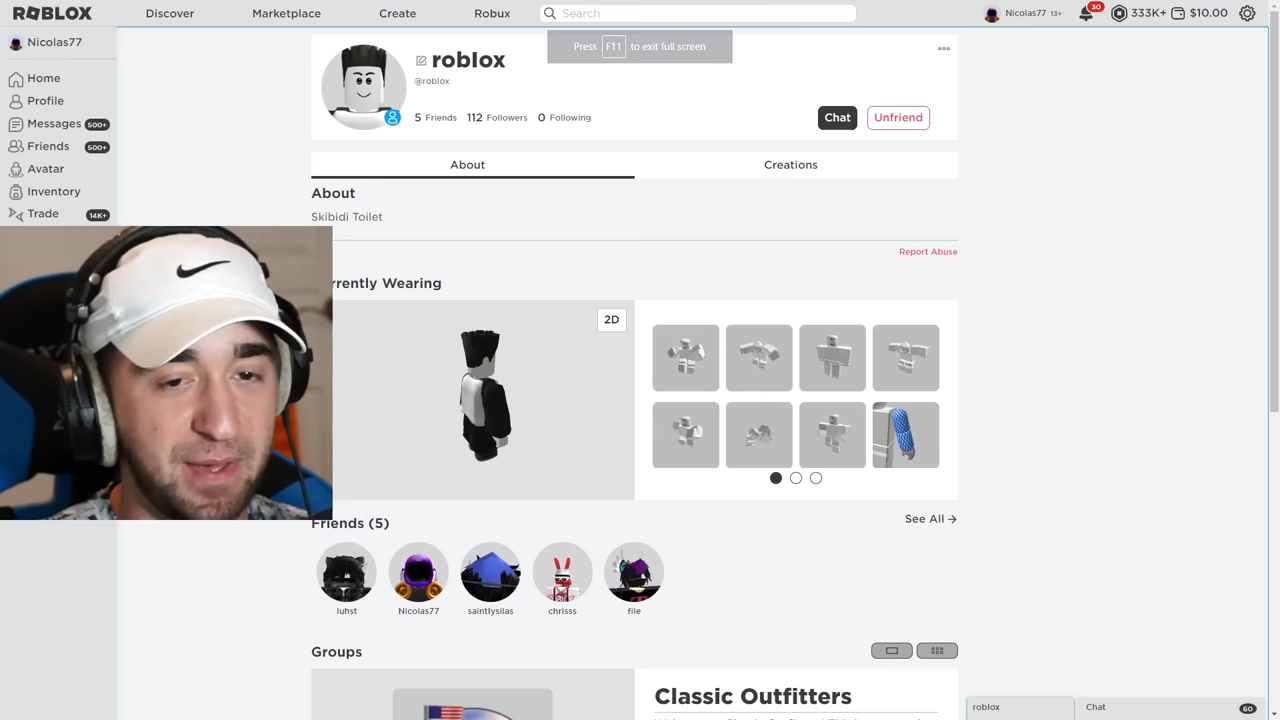 ROBLOX
Discover
Marketplace
Create
Robux
Search
Nicolas77 13+
30
333K+
$10.00
Nicolas77
Home
Profile
Messages 500+
Friends 500+
Avatar
Inventory
Trade 14K+
Press F11 to exit full screen
roblox
@roblox
5 Friends 112 Followers 0 Following
Chat
Unfriend
About
Creations
About
Skibidi Toilet
Report Abuse
rrently Wearing
2D
Friends (5)
See All
luhst
Nicolas77
saintlysilas
chrisss
file
Groups
Classic Outfitters
roblox
Chat
60